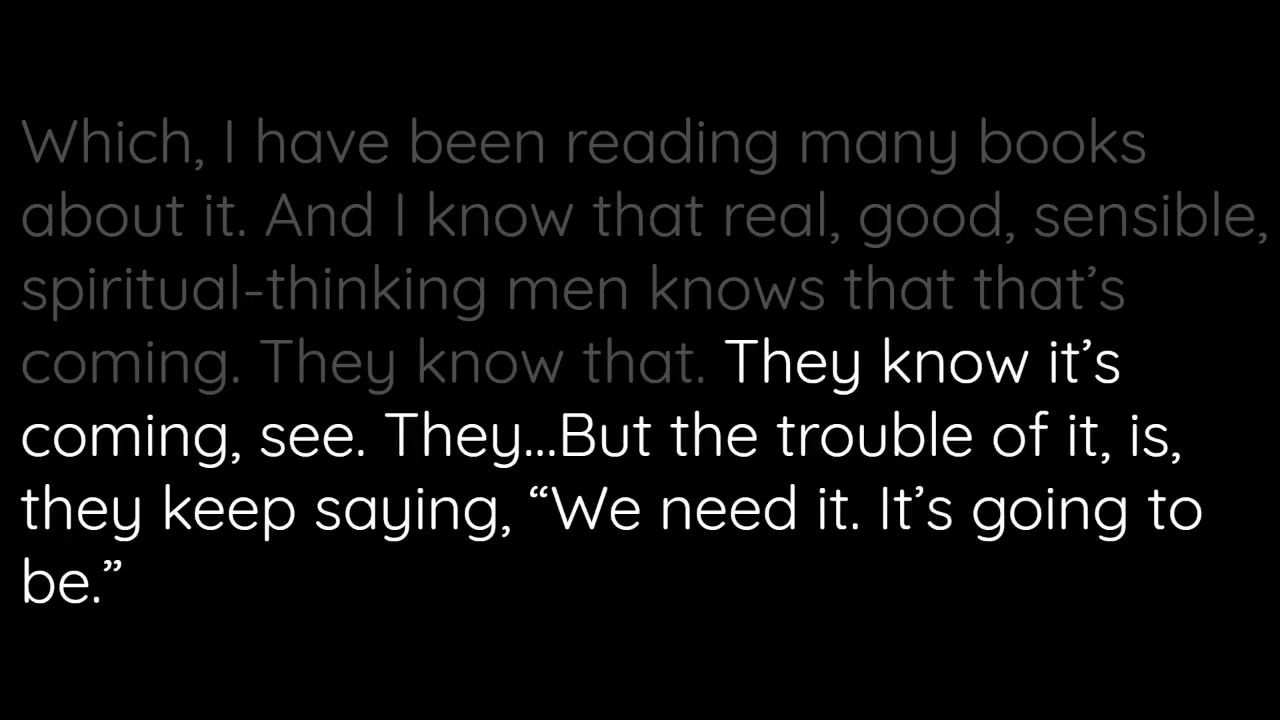 Which, I have been reading many books
about it. And I know that real, good, sensible,
spiritual-thinking men knows that that’s
coming. They know that. They know it’s
coming, see. They...But the trouble of it, is,
they keep saying, “We need it. It’s going to
be.”